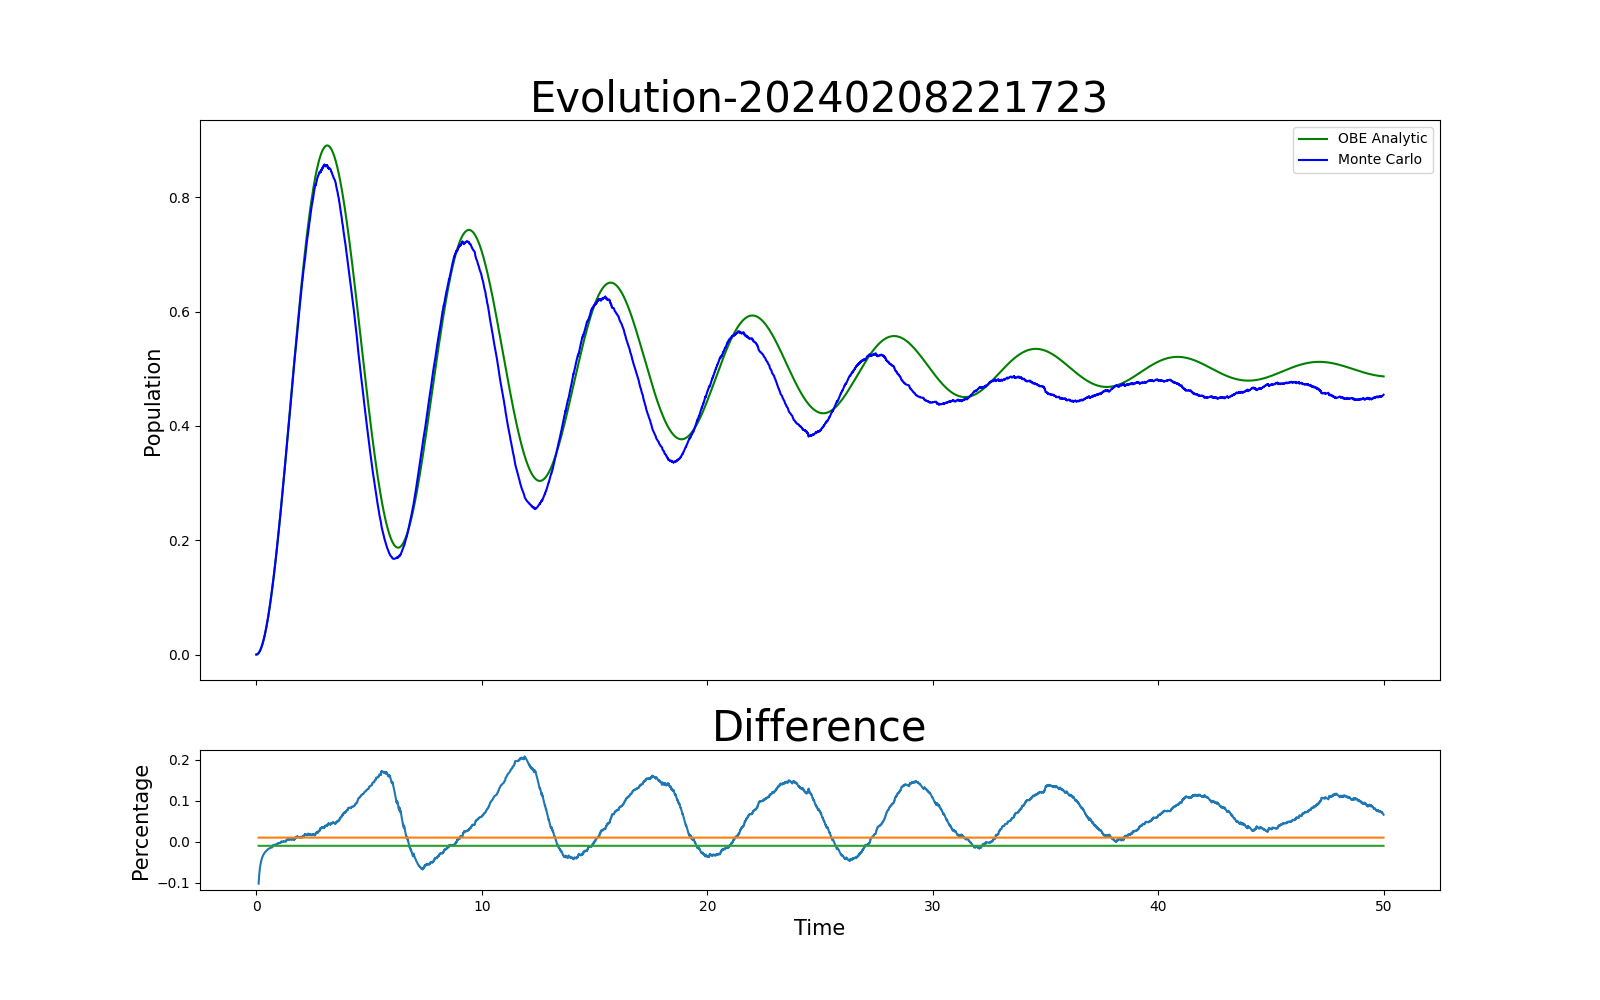 Evolution-20240208221723
OBE Analytic
Monte Carlo
0.8
0.6
0.4
0.2
0.0
Population
Difference
0.2
0.1
0.0
−0.1
Percentage
0 10 20 30 40 50
Time